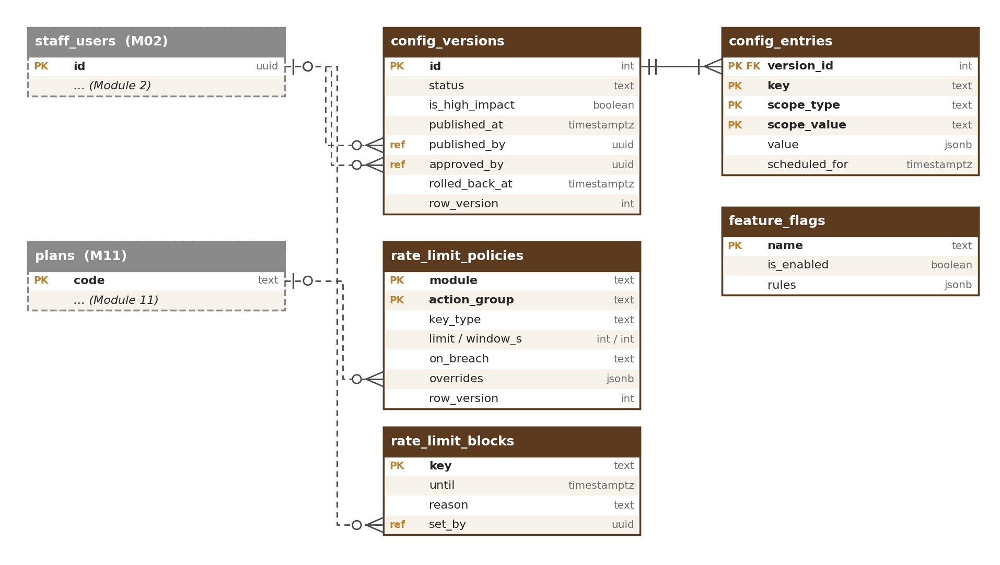 staff_users (M02)
PK id uuid
... (Module 2)
config_versions
PK id int
status text
is_high_impact boolean
published_at timestamptz
ref published_by uuid
ref approved_by uuid
rolled_back_at timestamptz
row_version int
config_entries
PK FK version_id int
PK key text
PK scope_type text
PK scope_value text
value jsonb
scheduled_for timestamptz
feature_flags
PK name text
is_enabled boolean
rules jsonb
plans (M11)
PK code text
... (Module 11)
rate_limit_policies
PK module text
PK action_group text
key_type text
limit / window_s int / int
on_breach text
overrides jsonb
row_version int
rate_limit_blocks
PK key text
until timestamptz
reason text
ref set_by uuid